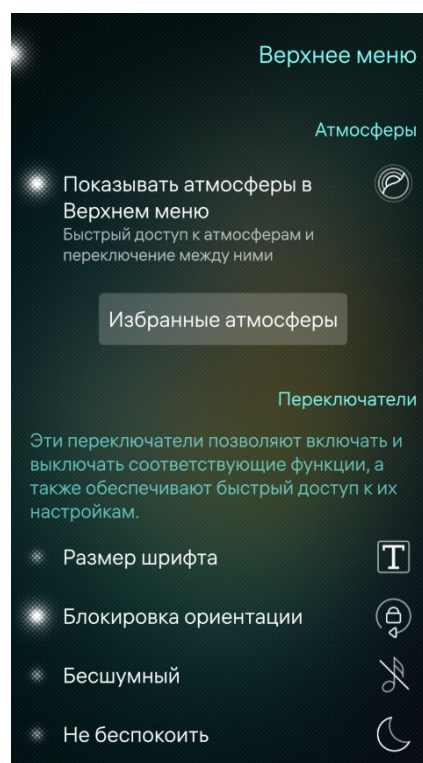 Верхнее меню
Атмосферы
Показывать атмосферы в
Верхнем меню
Быстрый доступ к атмосферам и
переключение между ними
Избранные атмосферы
Переключатели
Эти переключатели позволяют включать и
выключать соответствующие функции, а
также обеспечивают быстрый доступ к их
настройкам.
Размер шрифта
T
Блокировка ориентации
Бесшумный
Не беспокоить